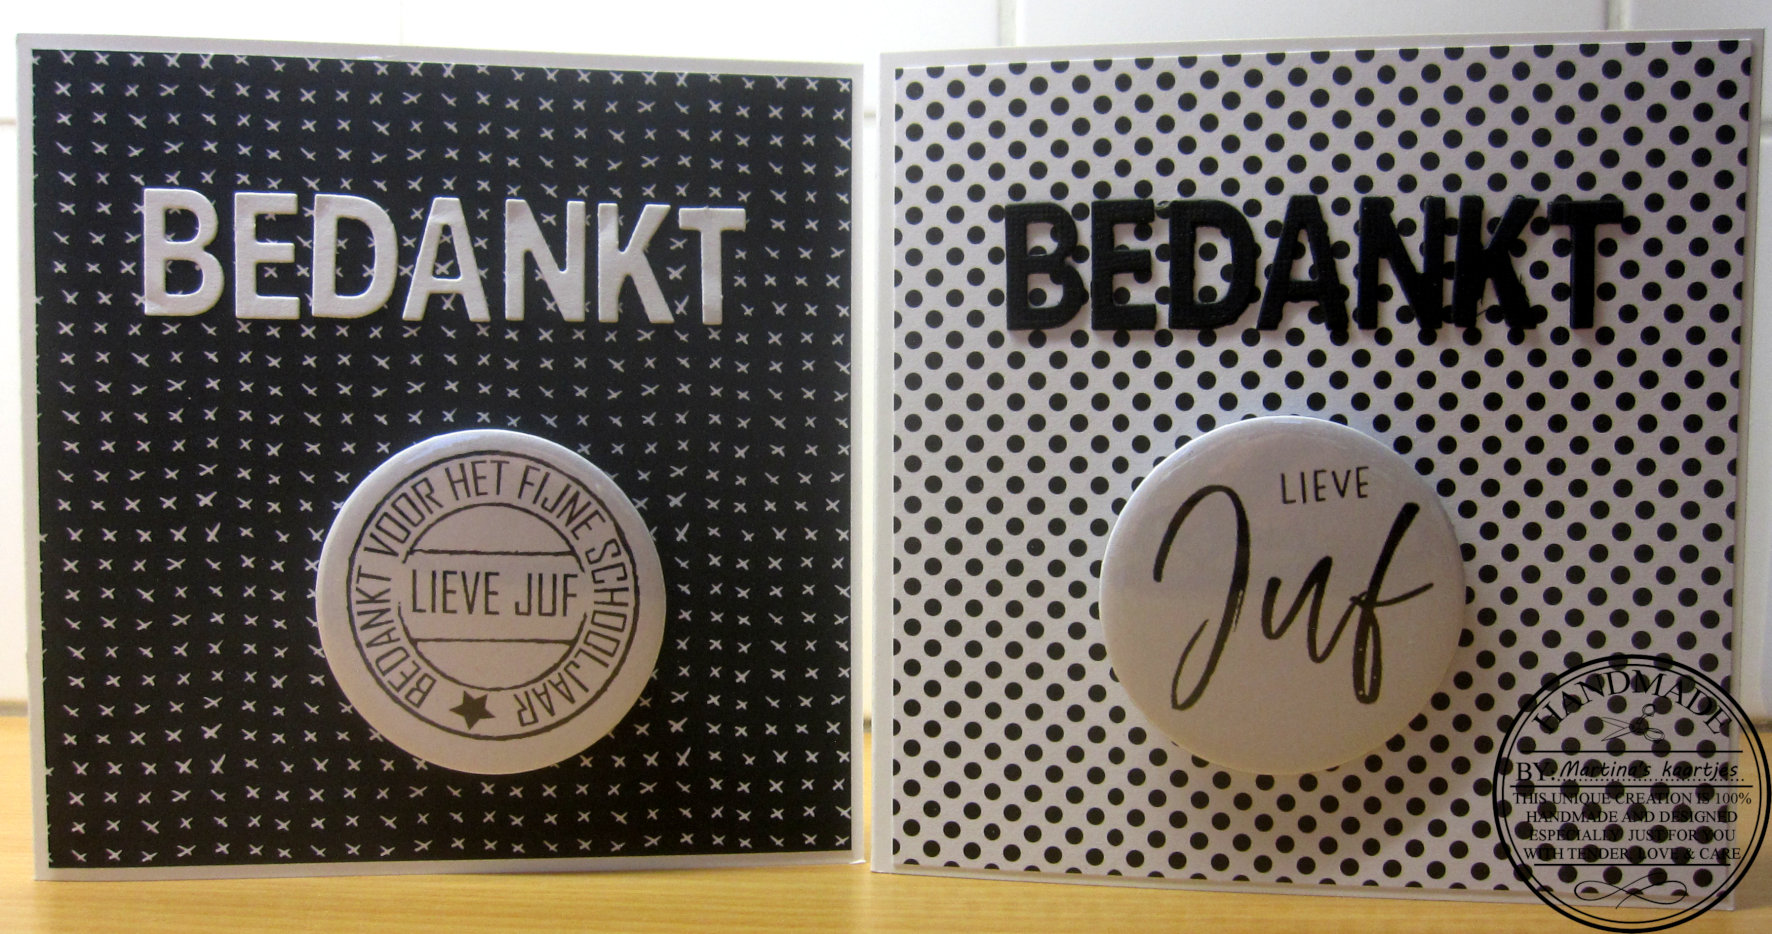 BEDANKT
BEDANKT VOOR HET FIJNE SCHOOLJAAR
LIEVE JUF
BEDANKT
LIEVE
Juf
HANDMADE
BY: Martina's kaartjes
THIS UNIQUE CREATION IS 100%
HANDMADE AND DESIGNED
ESPECIALLY JUST FOR YOU
WITH TENDER, LOVE & CARE